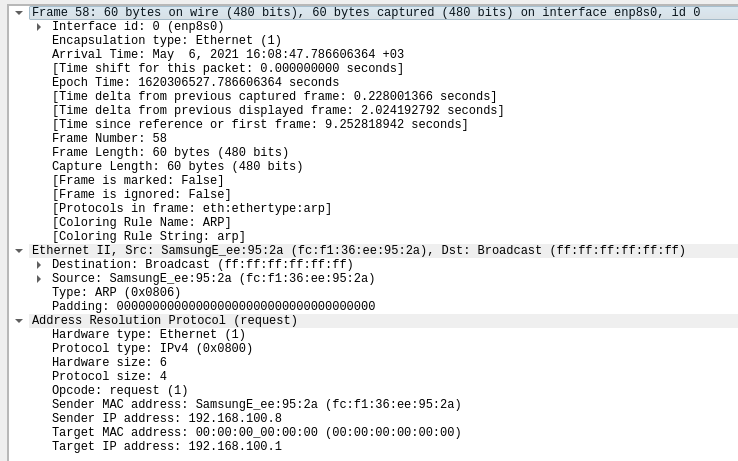 Frame 58: 60 bytes on wire (480 bits), 60 bytes captured (480 bits) on interface enp8s0, id 0
Interface id: 0 (enp8s0)
Encapsulation type: Ethernet (1)
Arrival Time: May  6, 2021 16:08:47.786606364 +03
[Time shift for this packet: 0.000000000 seconds]
Epoch Time: 1620306527.786606364 seconds
[Time delta from previous captured frame: 0.228001366 seconds]
[Time delta from previous displayed frame: 2.024192792 seconds]
[Time since reference or first frame: 9.252818942 seconds]
Frame Number: 58
Frame Length: 60 bytes (480 bits)
Capture Length: 60 bytes (480 bits)
[Frame is marked: False]
[Frame is ignored: False]
[Protocols in frame: eth:ethertype:arp]
[Coloring Rule Name: ARP]
[Coloring Rule String: arp]
Ethernet II, Src: SamsungE_ee:95:2a (fc:f1:36:ee:95:2a), Dst: Broadcast (ff:ff:ff:ff:ff:ff)
Destination: Broadcast (ff:ff:ff:ff:ff:ff)
Source: SamsungE_ee:95:2a (fc:f1:36:ee:95:2a)
Type: ARP (0x0806)
Padding: 000000000000000000000000000000000000
Address Resolution Protocol (request)
Hardware type: Ethernet (1)
Protocol type: IPv4 (0x0800)
Hardware size: 6
Protocol size: 4
Opcode: request (1)
Sender MAC address: SamsungE_ee:95:2a (fc:f1:36:ee:95:2a)
Sender IP address: 192.168.100.8
Target MAC address: 00:00:00_00:00:00 (00:00:00:00:00:00)
Target IP address: 192.168.100.1